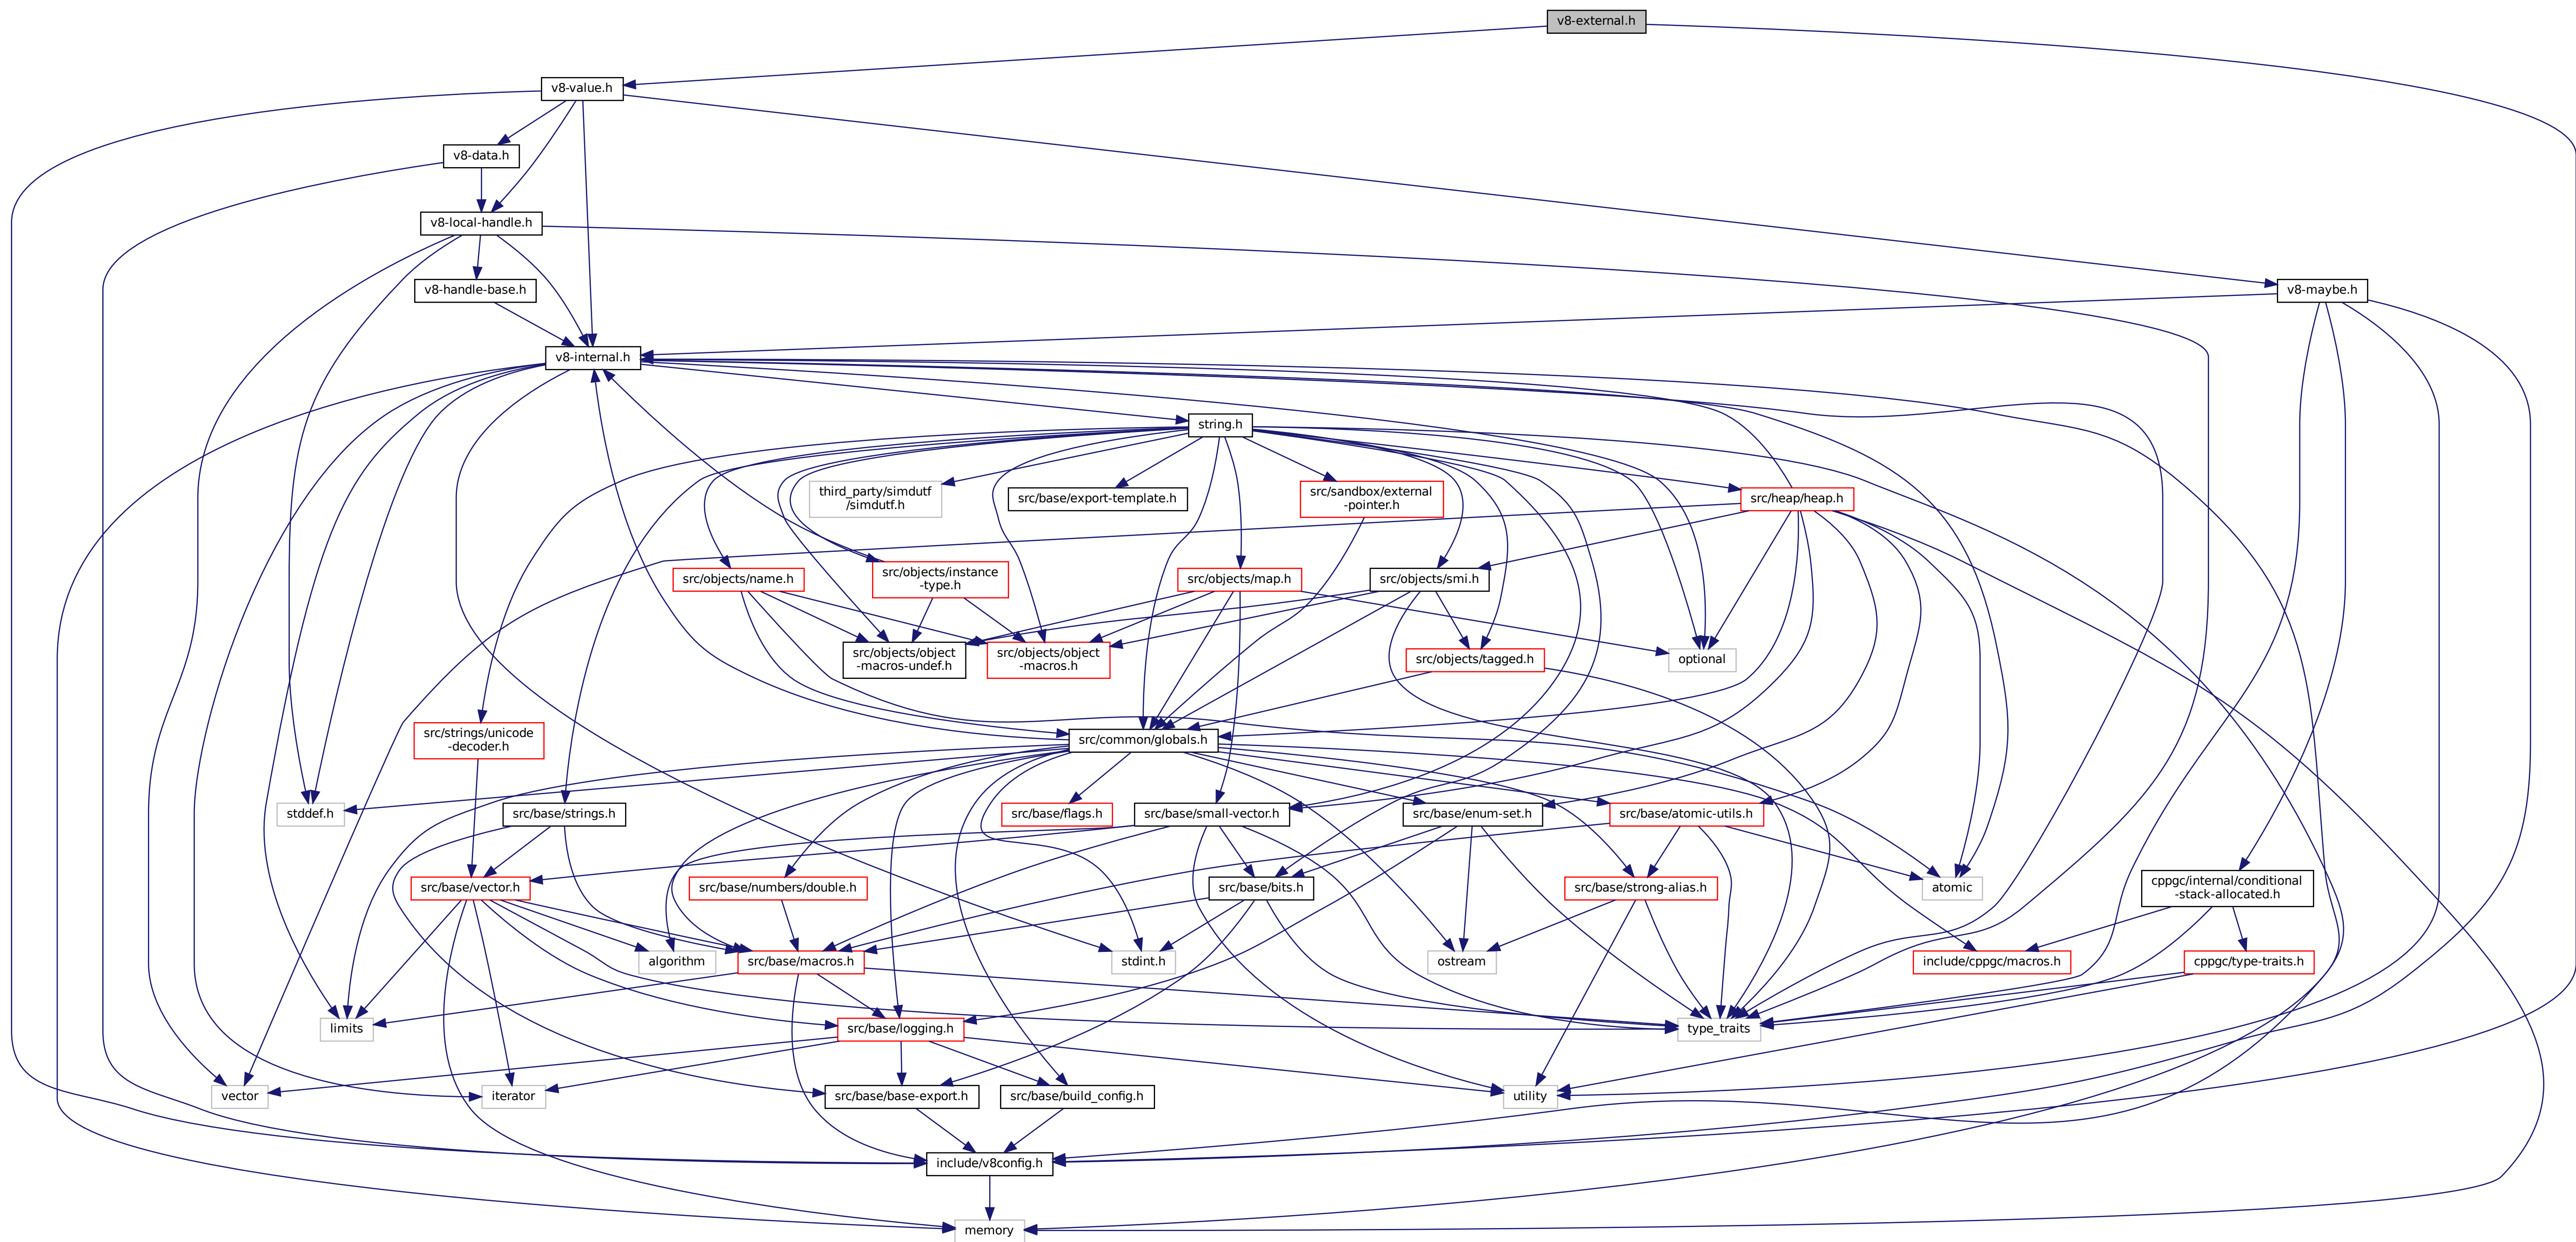 v8-external.h
v8-value.h
v8-data.h
v8-local-handle.h
v8-handle-base.h
v8-maybe.h
v8-internal.h
string.h
third_party/simdutf
/simdutf.h
src/base/export-template.h
src/sandbox/external
-pointer.h
src/heap/heap.h
src/objects/name.h
src/objects/instance
-type.h
src/objects/map.h
src/objects/smi.h
src/objects/object
-macros-undef.h
src/objects/object
-macros.h
src/objects/tagged.h
optional
src/strings/unicode
-decoder.h
src/common/globals.h
stddef.h
src/base/strings.h
src/base/flags.h
src/base/small-vector.h
src/base/enum-set.h
src/base/atomic-utils.h
src/base/vector.h
src/base/numbers/double.h
src/base/bits.h
src/base/strong-alias.h
atomic
cppgc/internal/conditional
-stack-allocated.h
algorithm
src/base/macros.h
stdint.h
ostream
include/cppgc/macros.h
cppgc/type-traits.h
limits
src/base/logging.h
type_traits
vector
iterator
src/base/base-export.h
src/base/build_config.h
utility
include/v8config.h
memory